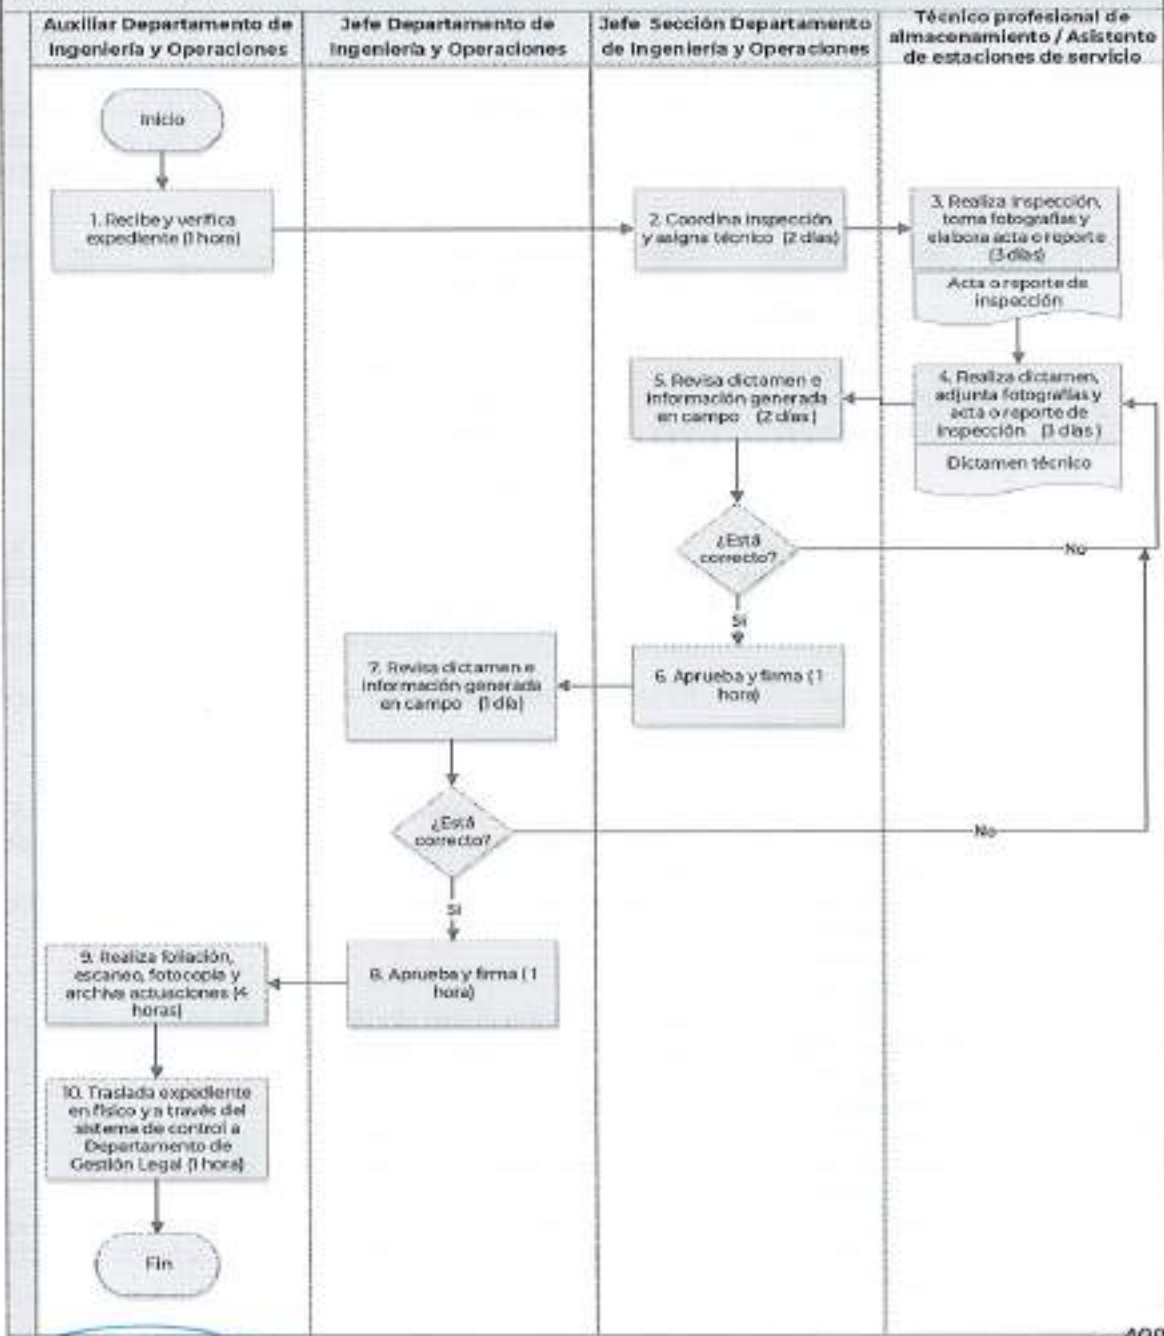 Auxiliar Departamento de
Ingeniería y Operaciones
Jefe Departamento de
Ingeniería y Operaciones
Jefe Sección Departamento
de Ingeniería y Operaciones
Técnico profesional de
almacenamiento / Asistente
de estaciones de servicio
Inicio
1. Recibe y verifica
expediente (1 hora)
2. Coordina inspección
y asigna técnico (2 días)
3. Realiza inspección,
toma fotografías y
elabora acta o reporte
(3 días)
Acta o reporte de
inspección
4. Realiza dictamen,
adjunta fotografías y
acta o reporte de
inspección (3 días)
Dictamen técnico
5. Revisa dictamen e
información generada
en campo (2 días)
¿Está
correcto?
No
Si
6. Aprueba y firma (1
hora)
7. Revisa dictamen e
información generada
en campo (1 día)
¿Está
correcto?
No
Si
8. Aprueba y firma (1
hora)
9. Realiza foliación,
escaneo, fotocopia y
archiva actuaciones (4
horas)
10. Traslada expediente
en físico y a través del
sistema de control a
Departamento de
Gestión Legal (1 hora)
Fin